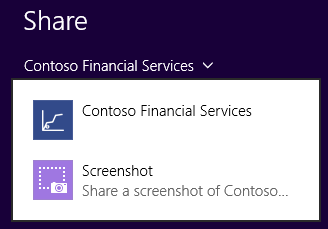 Share
Contoso Financial Services
Contoso Financial Services
Screenshot
Share a screenshot of Contoso...